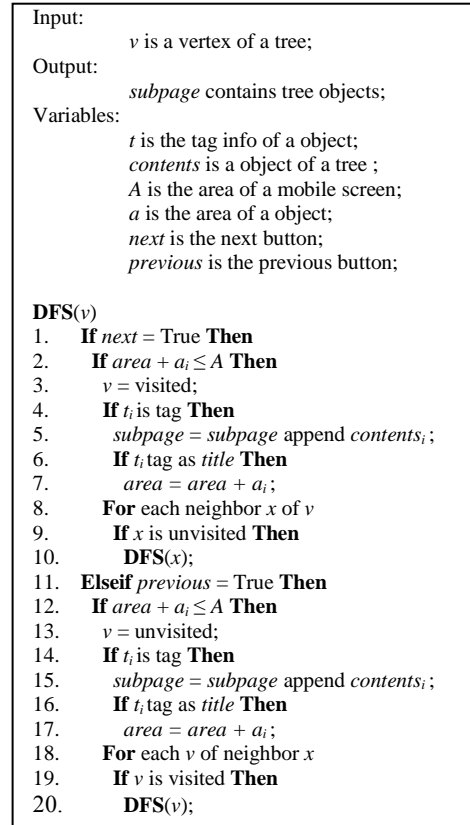 Input:
v is a vertex of a tree;
Output:
subpage contains tree objects;
Variables:
t is the tag info of a object;
contents is a object of a tree ;
A is the area of a mobile screen;
a is the area of a object;
next is the next button;
previous is the previous button;
DFS(v)
1. If next = True Then
2. If area + ai ≤ A Then
3. v = visited;
4. If ti is tag Then
5. subpage = subpage append contentsi ;
6. If ti tag as title Then
7. area = area + ai ;
8. For each neighbor x of v
9. If x is unvisited Then
10. DFS(x);
11. Elseif previous = True Then
12. If area + ai ≤ A Then
13. v = unvisited;
14. If ti is tag Then
15. subpage = subpage append contentsi ;
16. If ti tag as title Then
17. area = area + ai ;
18. For each v of neighbor x
19. If v is visited Then
20. DFS(v);